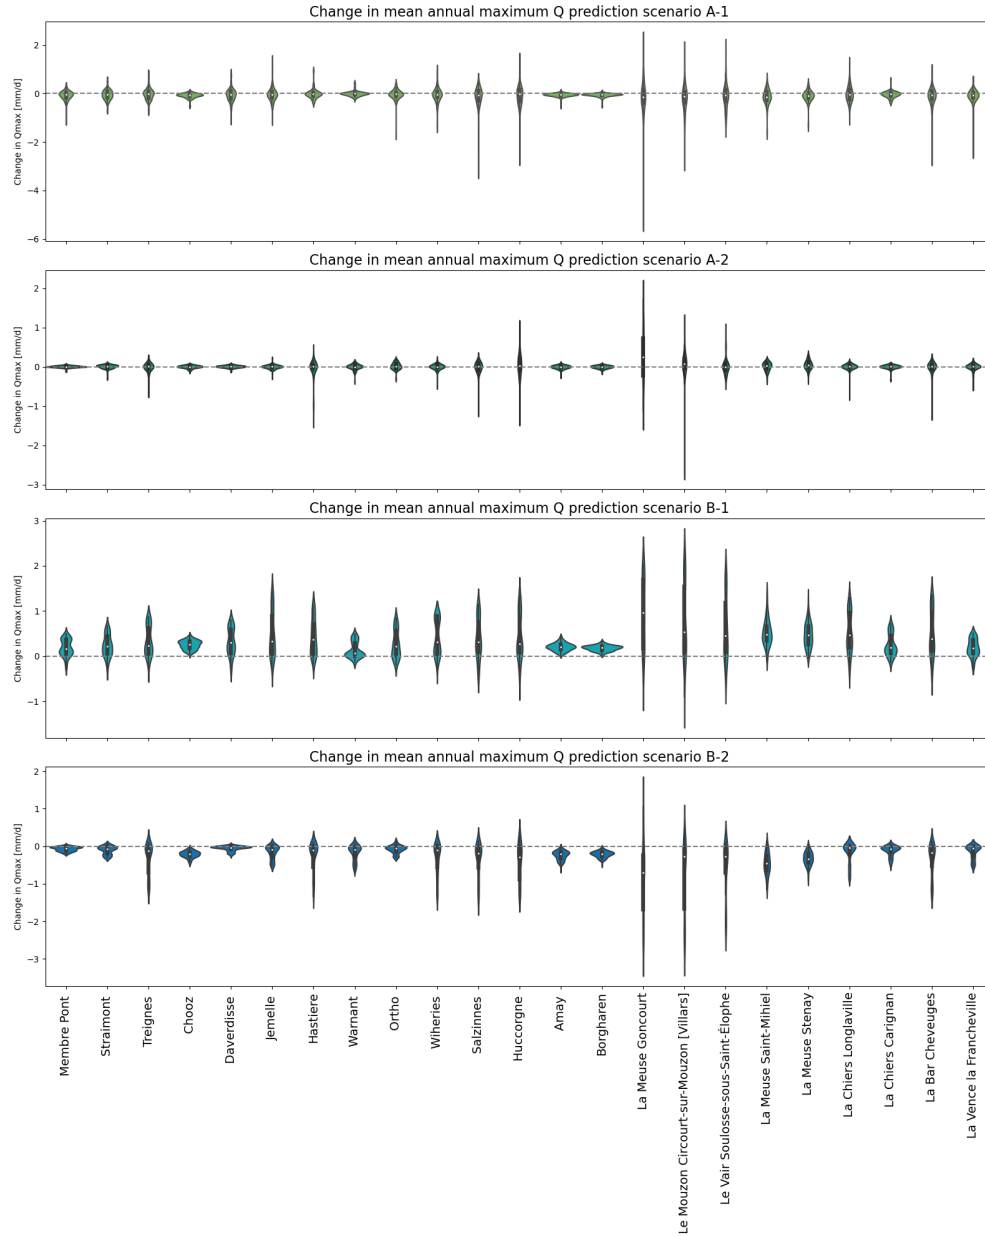 Change in mean annual maximum Q prediction scenario A-1
Change in Qmax [mm/d]
2
0
−2
−4
−6
Change in mean annual maximum Q prediction scenario A-2
Change in Qmax [mm/d]
2
1
0
−1
−2
−3
Change in mean annual maximum Q prediction scenario B-1
Change in Qmax [mm/d]
3
2
1
0
−1
Change in mean annual maximum Q prediction scenario B-2
Change in Qmax [mm/d]
2
1
0
−1
−2
−3
Membre Pont
Straimont
Treignes
Chooz
Daverdisse
Jemelle
Hastiere
Warnant
Ortho
Wiheries
Salzinnes
Huccorgne
Amay
Borgharen
La Meuse Goncourt
Le Mouzon Circourt-sur-Mouzon [Villars]
Le Vair Soulosse-sous-Saint-Élophe
La Meuse Saint-Mihiel
La Meuse Stenay
La Chiers Longlaville
La Chiers Carignan
La Bar Cheveuges
La Vence la Francheville